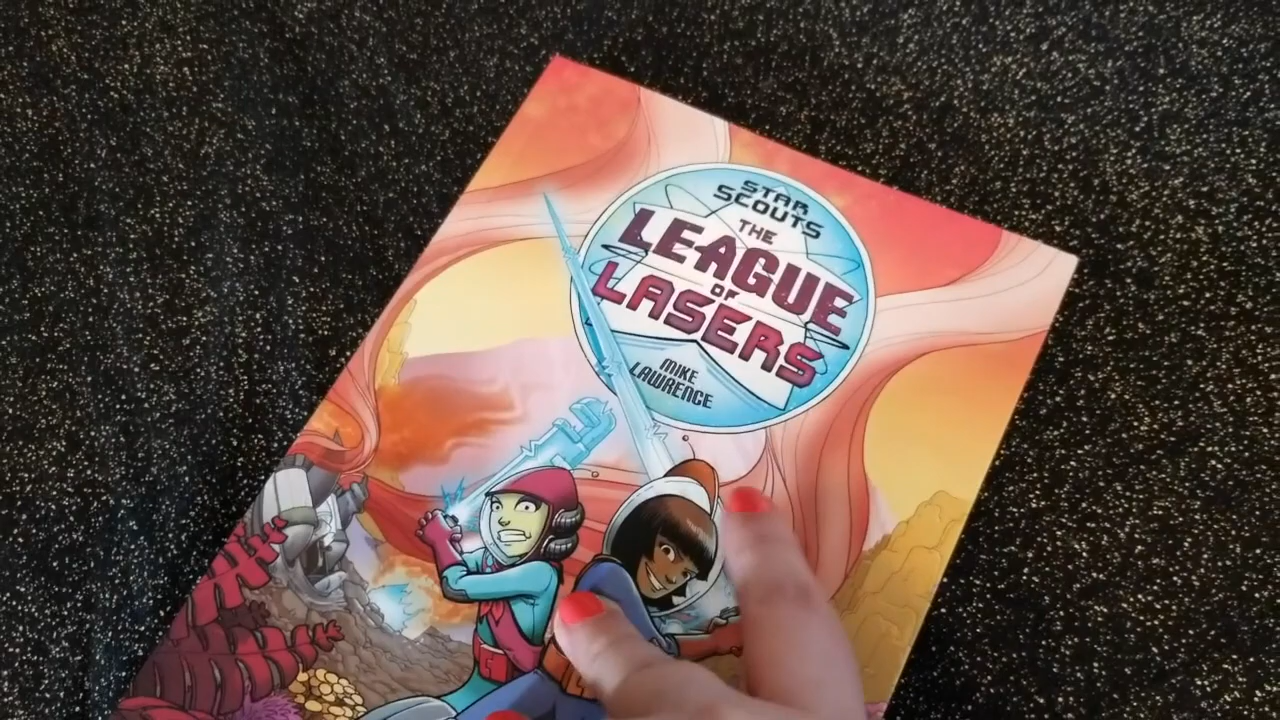 STAR
SCOUTS
THE
LEAGUE
OF
LASERS
MIKE
LAWRENCE